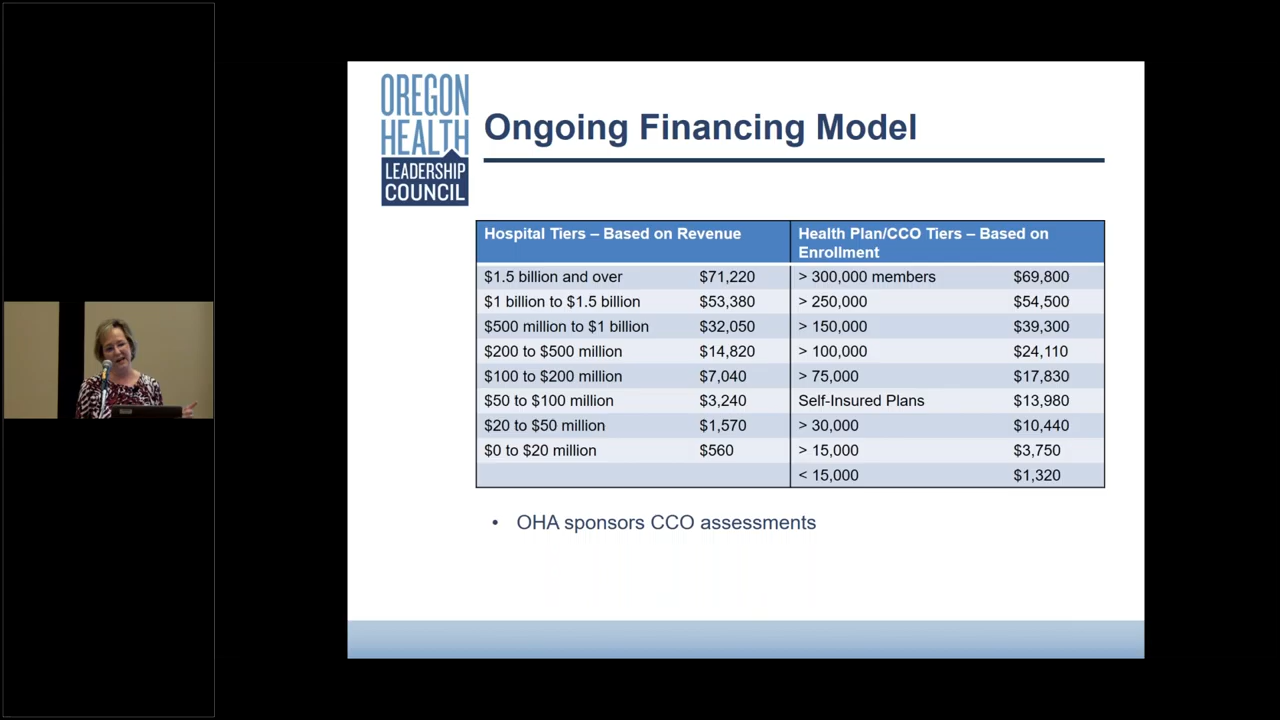 OREGON
HEALTH
LEADERSHIP
COUNCIL
Ongoing Financing Model
Hospital Tiers – Based on Revenue
Health Plan/CCO Tiers – Based on
Enrollment
$1.5 billion and over $71,220 > 300,000 members $69,800
$1 billion to $1.5 billion $53,380 > 250,000 $54,500
$500 million to $1 billion $32,050 > 150,000 $39,300
$200 to $500 million $14,820 > 100,000 $24,110
$100 to $200 million $7,040 > 75,000 $17,830
$50 to $100 million $3,240 Self-Insured Plans $13,980
$20 to $50 million $1,570 > 30,000 $10,440
$0 to $20 million $560 > 15,000 $3,750
< 15,000 $1,320
• OHA sponsors CCO assessments